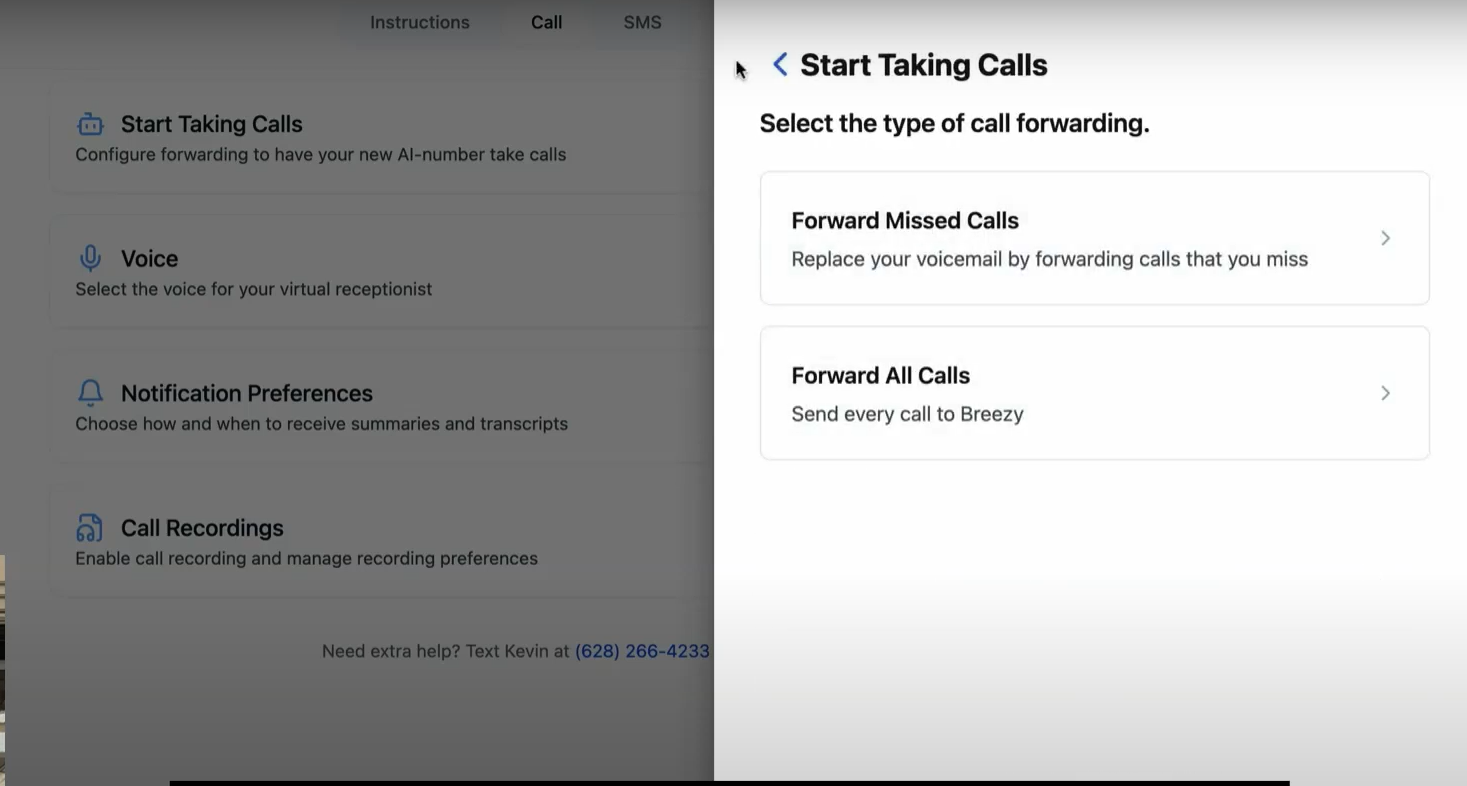 Instructions
Call
SMS
Start Taking Calls
Configure forwarding to have your new AI-number take calls
Voice
Select the voice for your virtual receptionist
Notification Preferences
Choose how and when to receive summaries and transcripts
Call Recordings
Enable call recording and manage recording preferences
Need extra help? Text Kevin at (628) 266-4233
Start Taking Calls
Select the type of call forwarding.
Forward Missed Calls
Replace your voicemail by forwarding calls that you miss
Forward All Calls
Send every call to Breezy